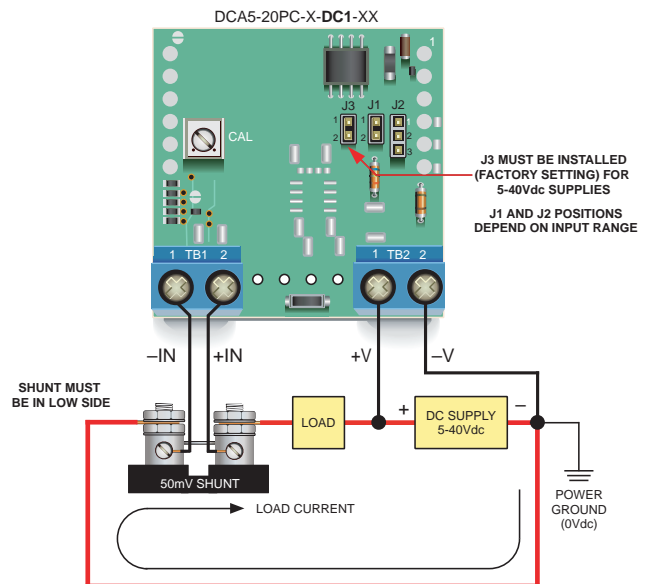 DCA5-20PC-X-DC1-XX
1
J3 J1 J2
1 1 1
2 2 2
3
CAL
J3 MUST BE INSTALLED
(FACTORY SETTING) FOR
5-40Vdc SUPPLIES
J1 AND J2 POSITIONS
DEPEND ON INPUT RANGE
1 TB1 2
1 TB2 2
–IN
+IN
+V
–V
SHUNT MUST
BE IN LOW SIDE
LOAD
+
DC SUPPLY
5-40Vdc
–
50mV SHUNT
LOAD CURRENT
POWER
GROUND
(0Vdc)